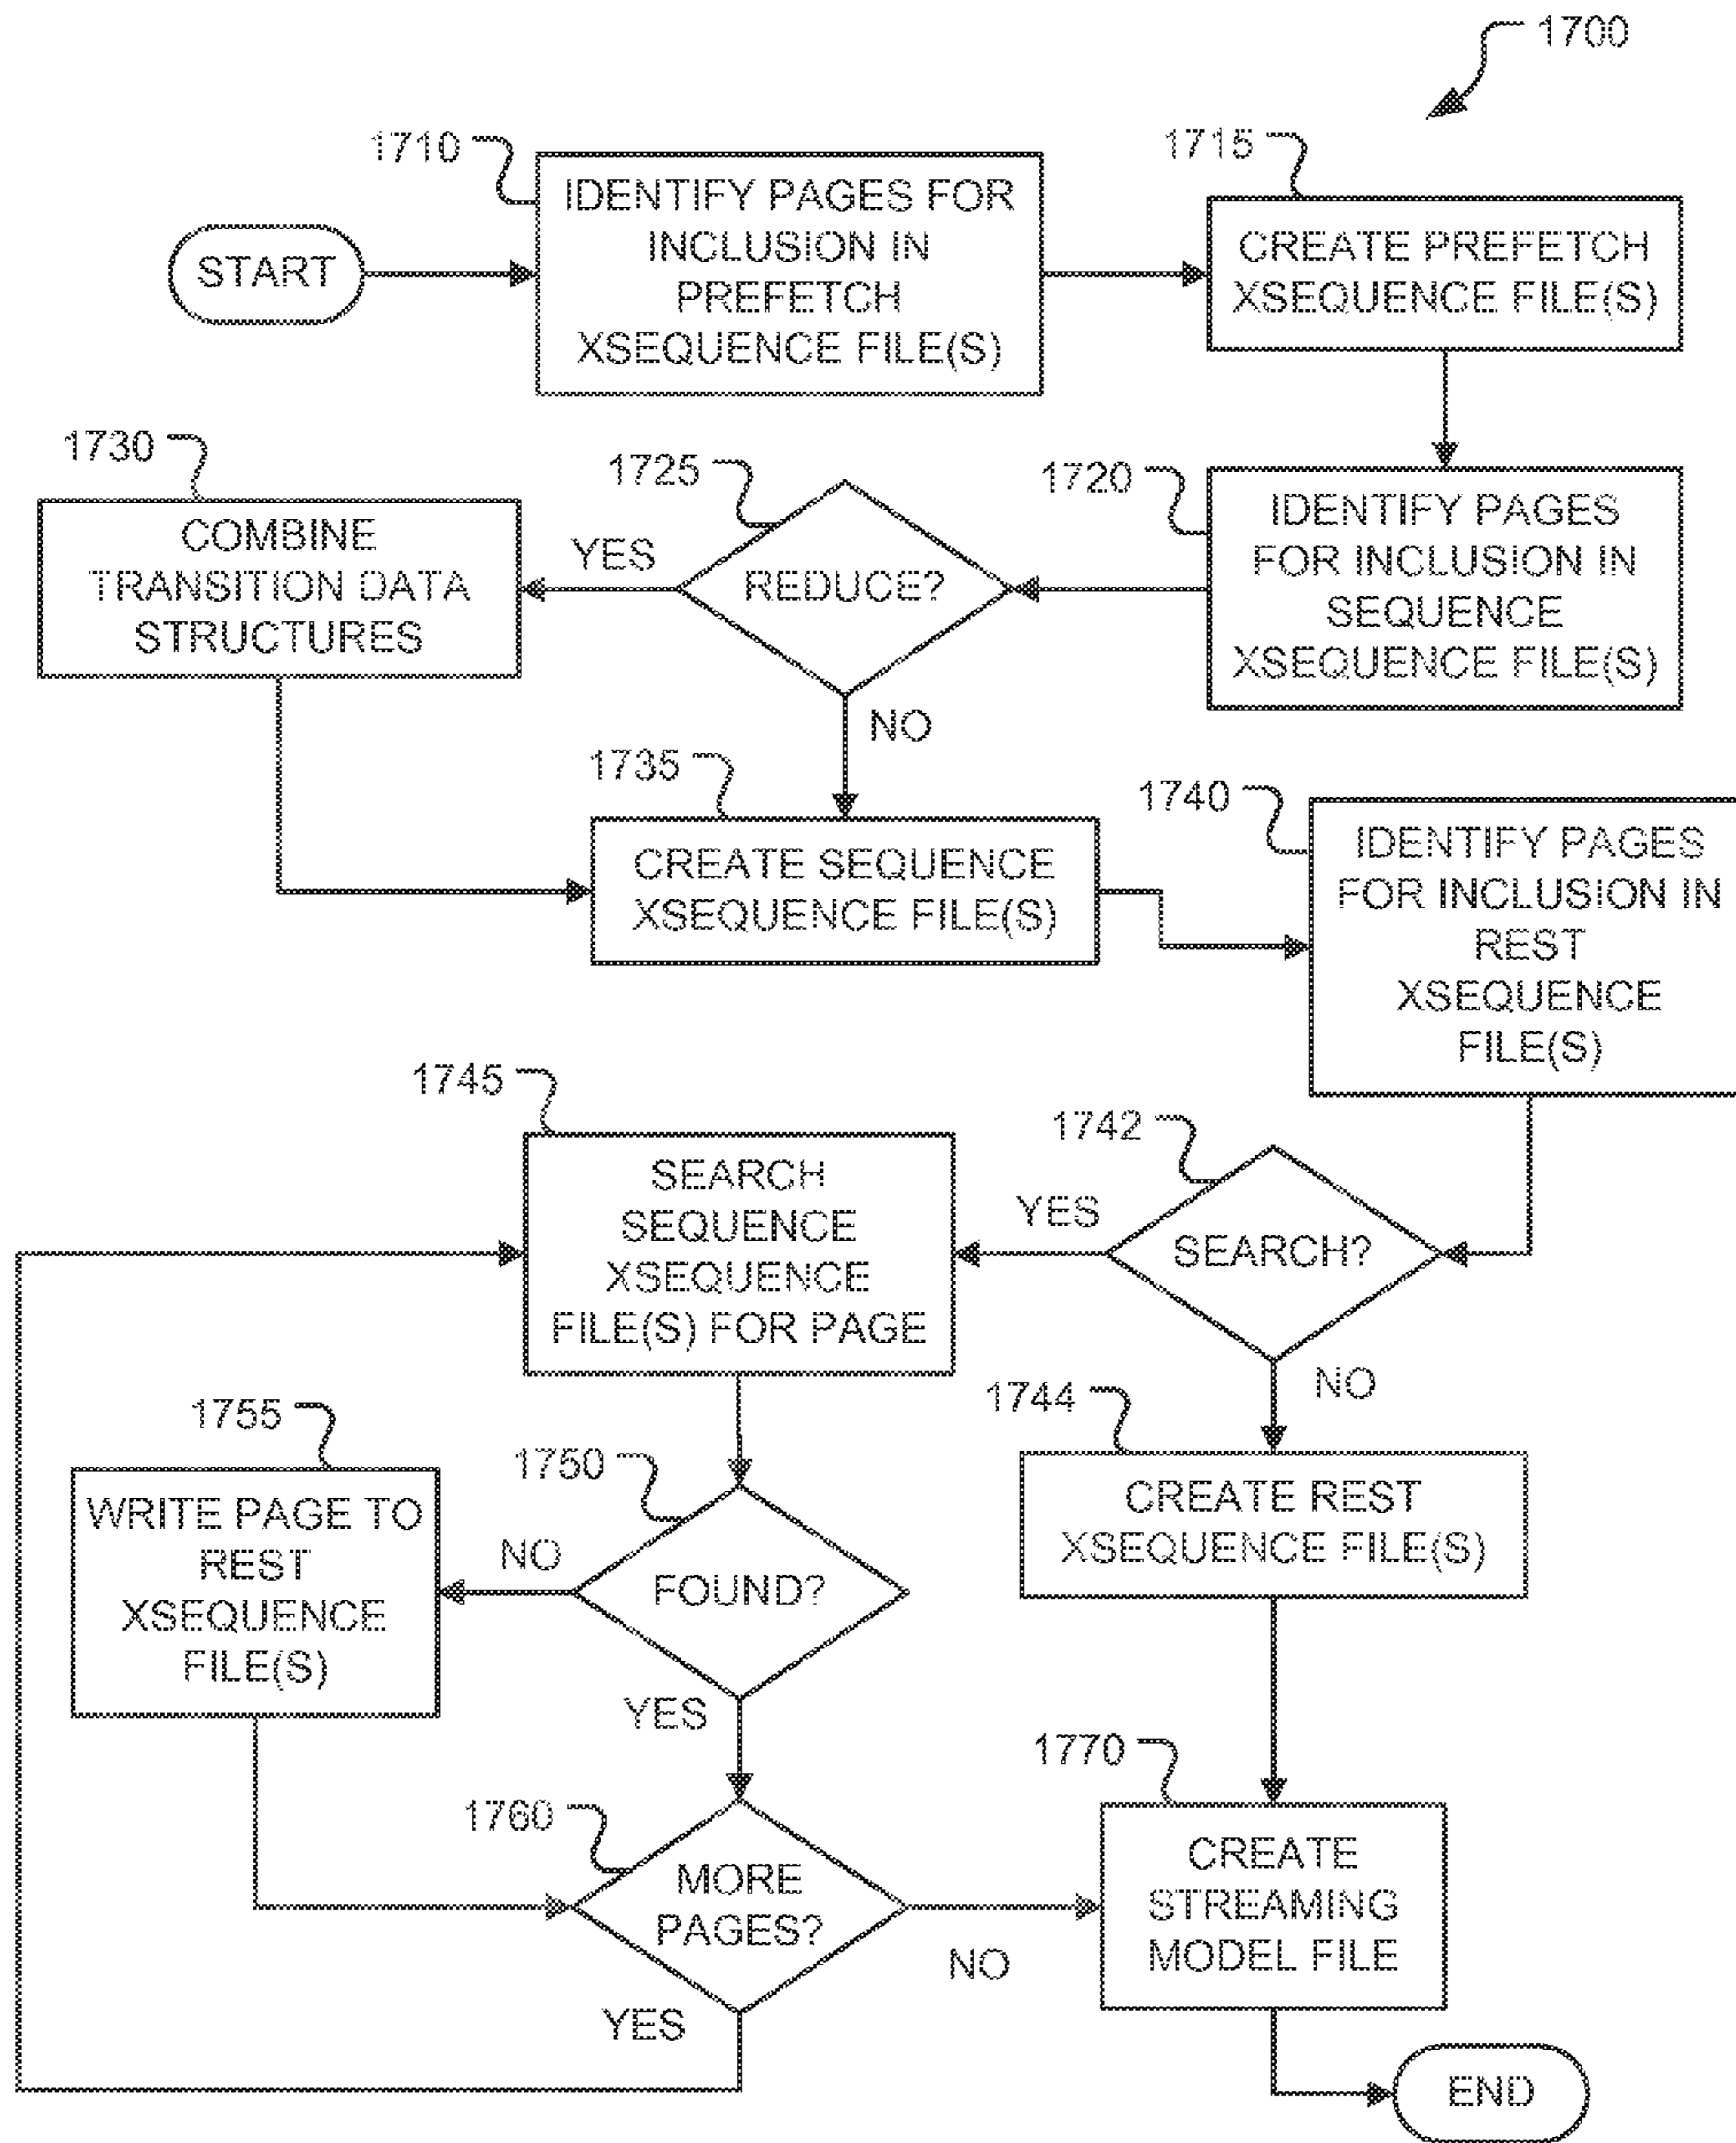 1700
1710
IDENTIFY PAGES FOR
INCLUSION IN
PREFETCH
XSEQUENCE FILE(S)
1715
CREATE PREFETCH
XSEQUENCE FILE(S)
START
1730
COMBINE
TRANSITION DATA
STRUCTURES
YES
1725
REDUCE?
NO
1720
IDENTIFY PAGES
FOR INCLUSION IN
SEQUENCE
XSEQUENCE FILE(S)
1735
CREATE SEQUENCE
XSEQUENCE FILE(S)
1740
IDENTIFY PAGES
FOR INCLUSION IN
REST
XSEQUENCE
FILE(S)
1745
SEARCH
SEQUENCE
XSEQUENCE
FILE(S) FOR PAGE
YES
1742
SEARCH?
NO
1744
CREATE REST
XSEQUENCE FILE(S)
1755
WRITE PAGE TO
REST
XSEQUENCE
FILE(S)
NO
1750
FOUND?
YES
1760
MORE
PAGES?
NO
YES
1770
CREATE
STREAMING
MODEL FILE
END